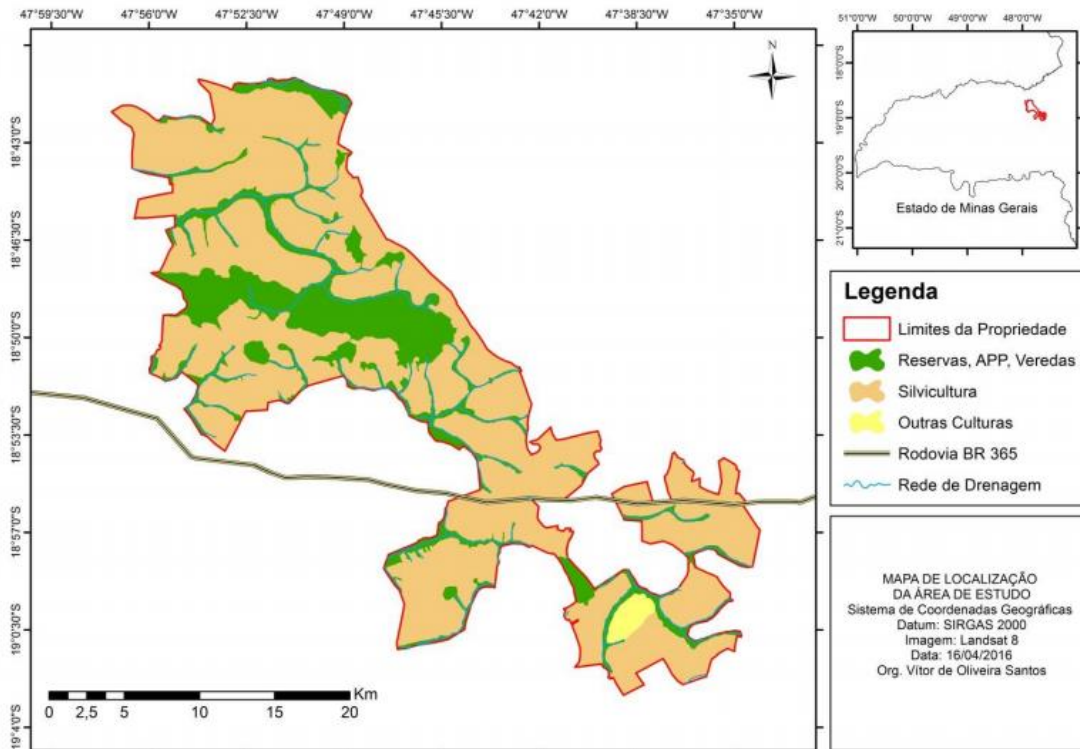 47°59'30"W 47°56'0"W 47°52'30"W 47°49'0"W 47°45'30"W 47°42'0"W 47°38'30"W 47°35'0"W
18°43'0"S
18°46'30"S
18°50'0"S
18°53'30"S
18°57'0"S
19°0'30"S
19°4'0"S
N
0 2,5 5 10 15 20
Km
51°0'0"W 50°0'0"W 49°0'0"W 48°0'0"W
18°0'0"S
19°0'0"S
20°0'0"S
21°0'0"S
Estado de Minas Gerais
Legenda
Limites da Propriedade
Reservas, APP, Veredas
Silvicultura
Outras Culturas
Rodovia BR 365
Rede de Drenagem
MAPA DE LOCALIZAÇÃO
DA ÁREA DE ESTUDO
Sistema de Coordenadas Geográficas
Datum: SIRGAS 2000
Imagem: Landsat 8
Data: 16/04/2016
Org. Vítor de Oliveira Santos